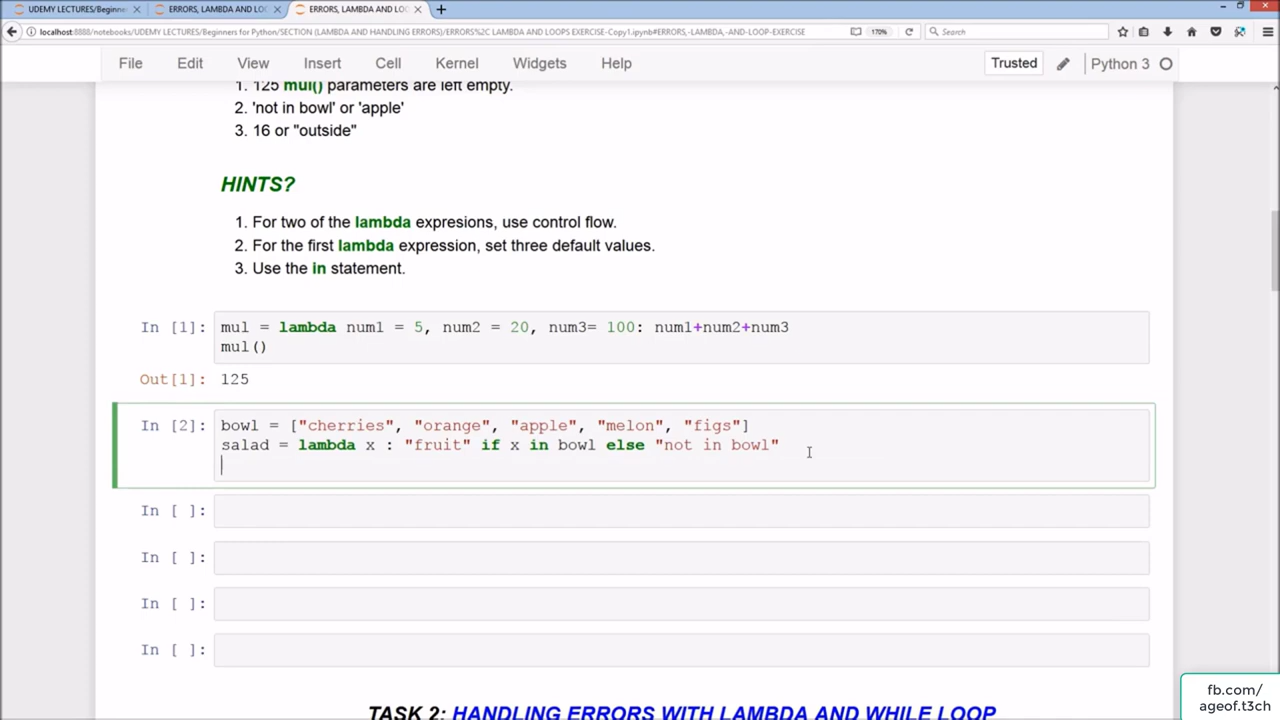 UDEMY LECTURES/Beginner
ERRORS, LAMBDA AND LOO
ERRORS, LAMBDA AND LOO
localhost:8888/notebooks/UDEMY LECTURES/Beginners for Python/SECTION (LAMBDA AND HANDLING ERRORS)/ERRORS%2C LAMBDA AND LOOPS EXERCISE-Copy1.ipynb#ERRORS,-LAMBDA,-AND-LOOP-EXERCISE
170%
Search
File Edit View Insert Cell Kernel Widgets Help
Trusted
Python 3
1. 125 mul() parameters are left empty.
2. 'not in bowl' or 'apple'
3. 16 or "outside"
HINTS?
1. For two of the lambda expresions, use control flow.
2. For the first lambda expression, set three default values.
3. Use the in statement.
In [1]: mul = lambda num1 = 5, num2 = 20, num3= 100: num1+num2+num3
mul()
Out[1]: 125
In [2]: bowl = ["cherries", "orange", "apple", "melon", "figs"]
salad = lambda x : "fruit" if x in bowl else "not in bowl"
In [ ]:
In [ ]:
In [ ]:
In [ ]:
TASK 2: HANDLING ERRORS WITH LAMBDA AND WHILE LOOP
fb.com/
ageof.t3ch